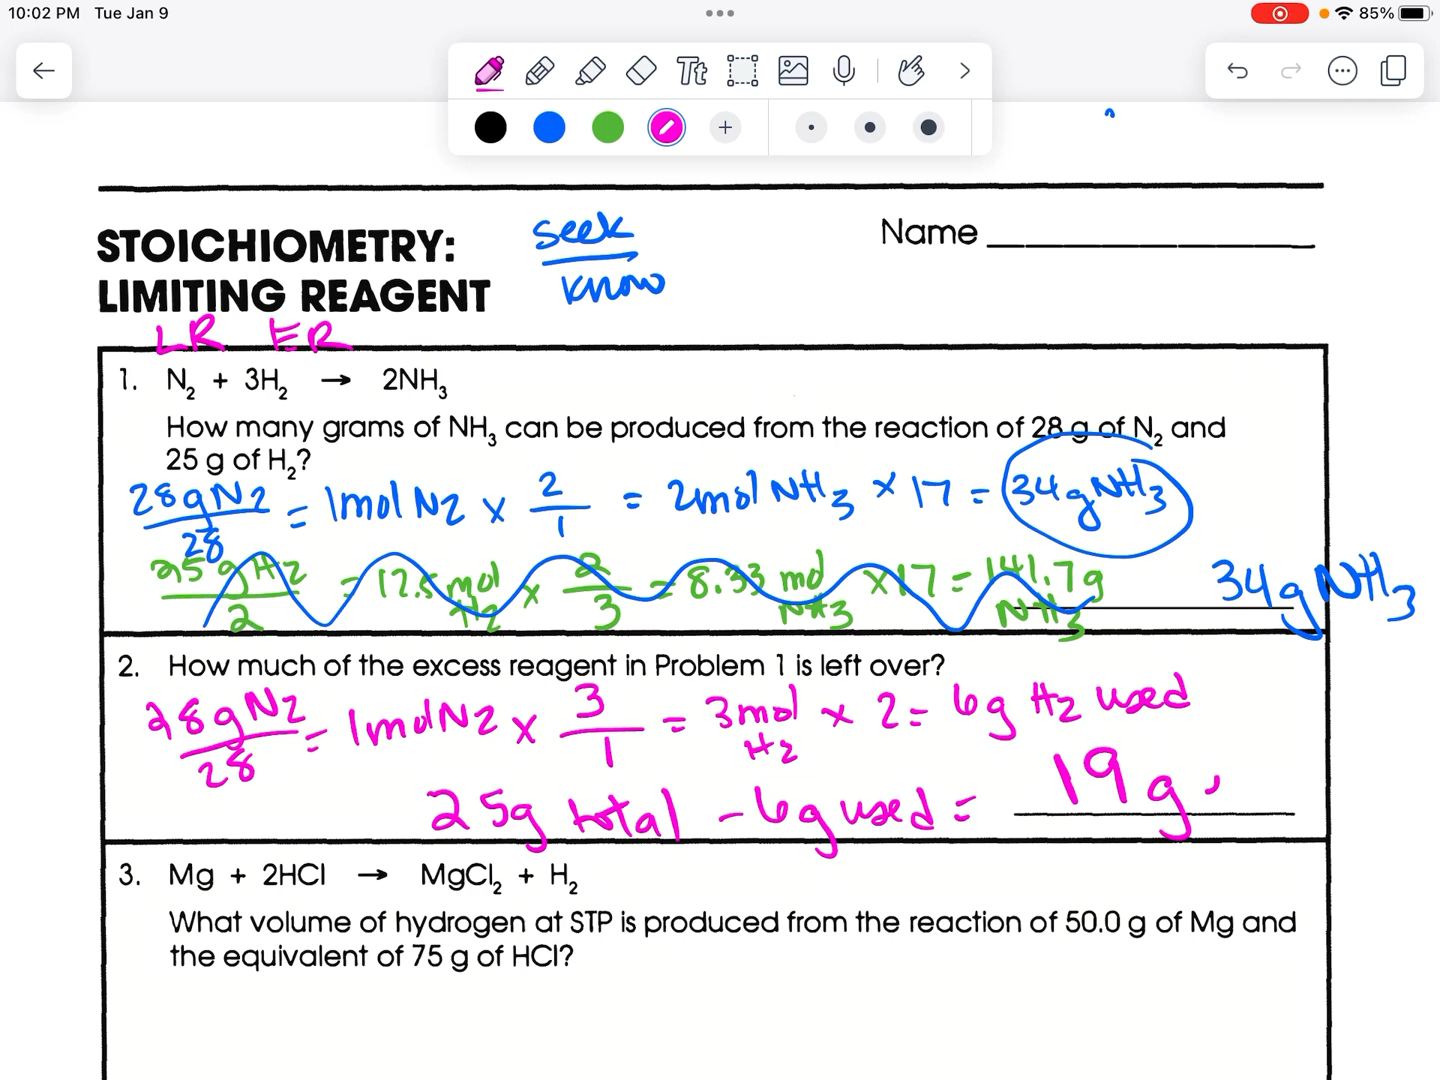 10:02 PM Tue Jan 9
85%
Tt
STOICHIOMETRY:
LIMITING REAGENT
seek
know
Name
LR ER
1. N₂ + 3H₂ → 2NH₃
How many grams of NH₃ can be produced from the reaction of 28 g of N₂ and
25 g of H₂?
28gN2/28 = 1mol N2 × 2/1 = 2mol NH3 × 17 = 34gNH3
25 g H2/2 = 12.5 mol H2 × 2/3 = 8.33 mol NH3 × 17 = 141.7g NH3
34gNH3
2. How much of the excess reagent in Problem 1 is left over?
28gN2/28 = 1molN2 × 3/1 = 3mol H2 × 2 = 6g H2 used
25g total - 6g used = 19g.
3. Mg + 2HCl → MgCl₂ + H₂
What volume of hydrogen at STP is produced from the reaction of 50.0 g of Mg and
the equivalent of 75 g of HCl?